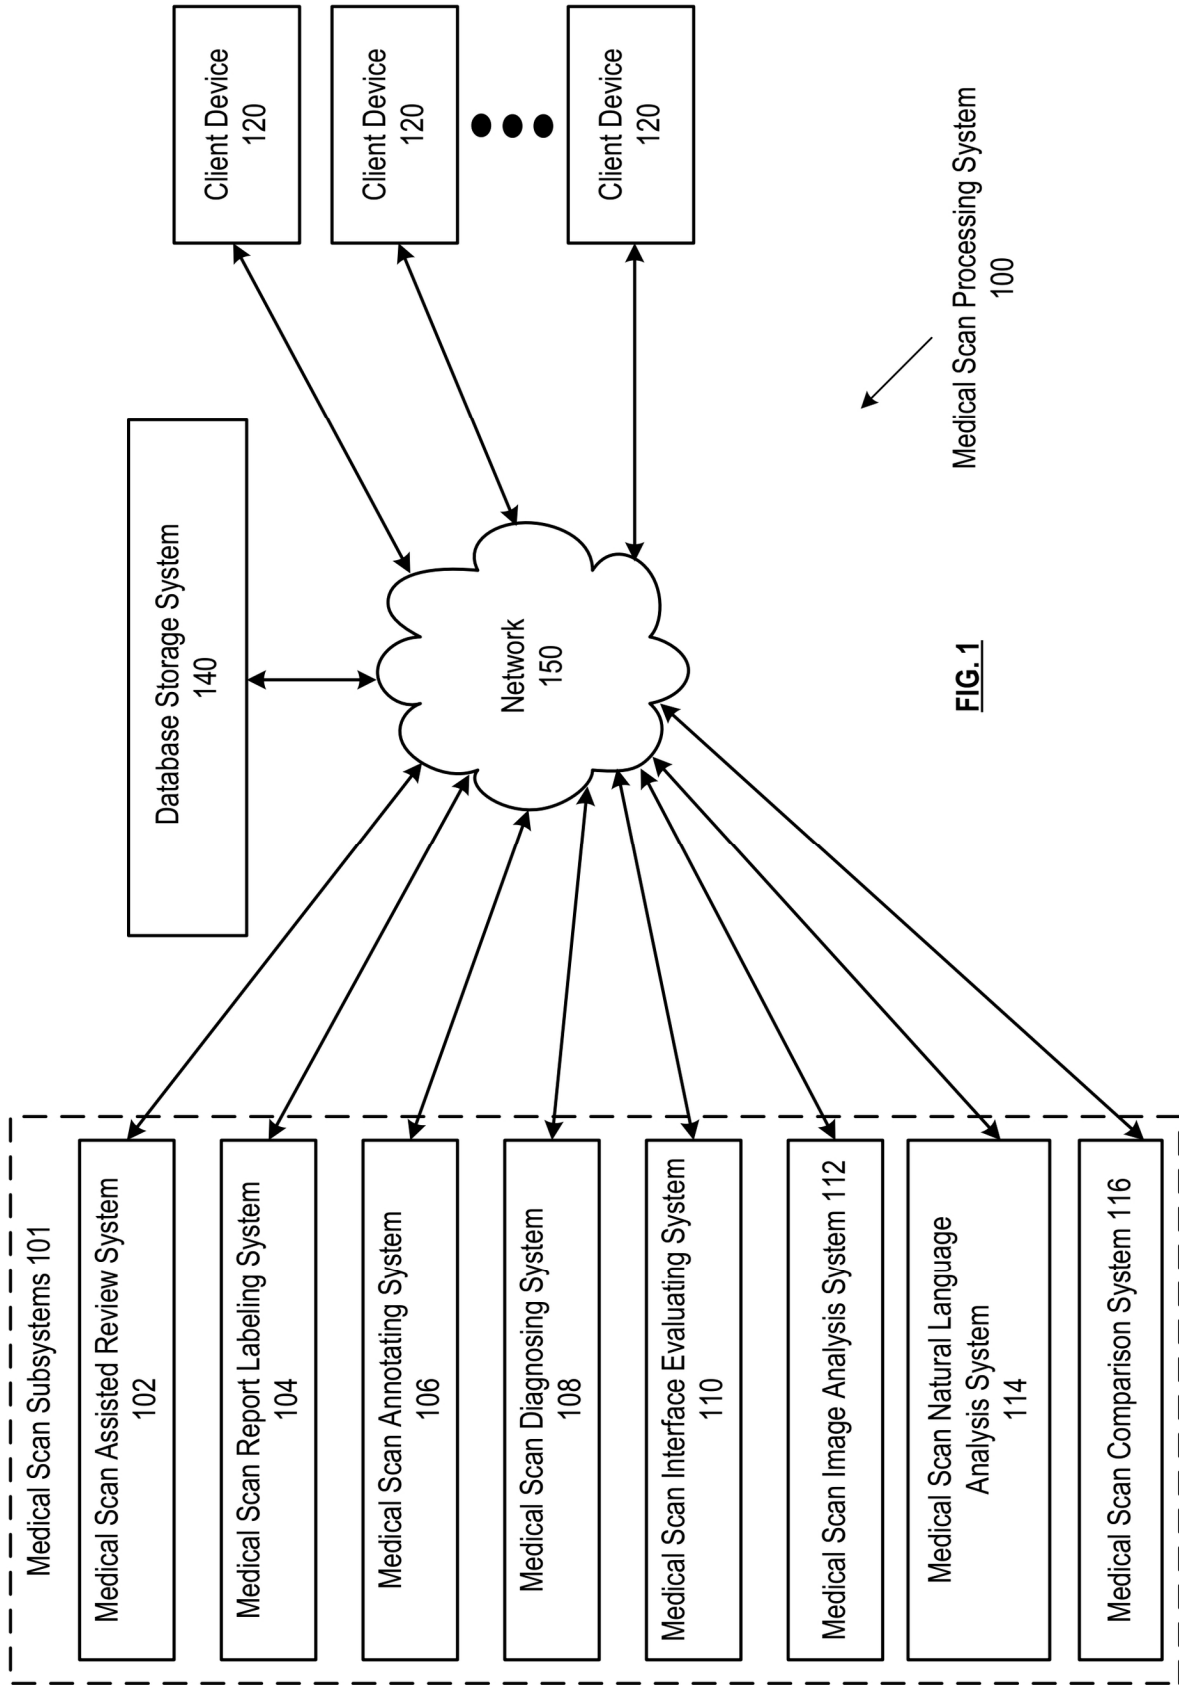 Medical Scan Subsystems 101
Medical Scan Assisted Review System
102
Medical Scan Report Labeling System
104
Medical Scan Annotating System
106
Medical Scan Diagnosing System
108
Medical Scan Interface Evaluating System
110
Medical Scan Image Analysis System 112
Medical Scan Natural Language
Analysis System
114
Medical Scan Comparison System 116
Database Storage System
140
Network
150
Client Device
120
Client Device
120
Client Device
120
Medical Scan Processing System
100
FIG. 1